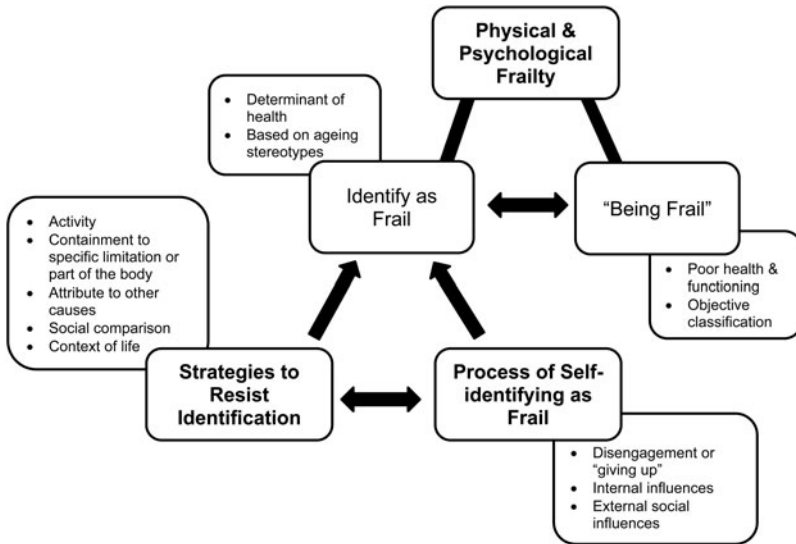 Physical &
Psychological
Frailty
• Determinant of
health
• Based on ageing
stereotypes
Identify as
Frail
“Being Frail”
• Poor health &
functioning
• Objective
classification
• Activity
• Containment to
specific limitation or
part of the body
• Attribute to other
causes
• Social comparison
• Context of life
Strategies to
Resist
Identification
Process of Self-
identifying as
Frail
• Disengagement or
“giving up”
• Internal influences
• External social
influences